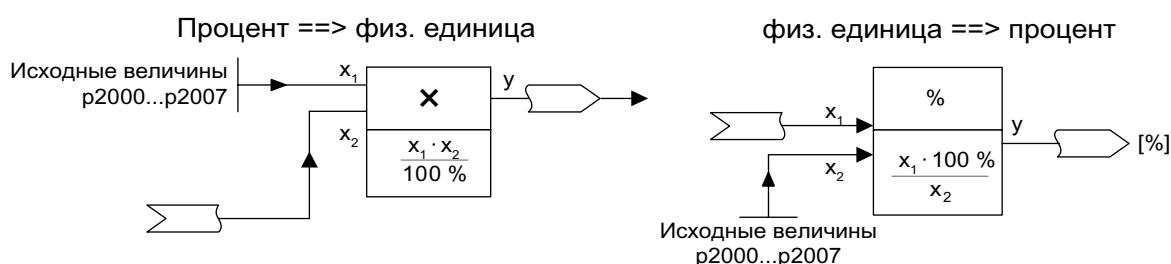 Процент ==> физ. единица
Исходные величины
p2000...p2007
x1
x2
×
x1 · x2
100 %
y
физ. единица ==> процент
x1
x2
%
x1 · 100 %
x2
y
[%]
Исходные величины
p2000...p2007